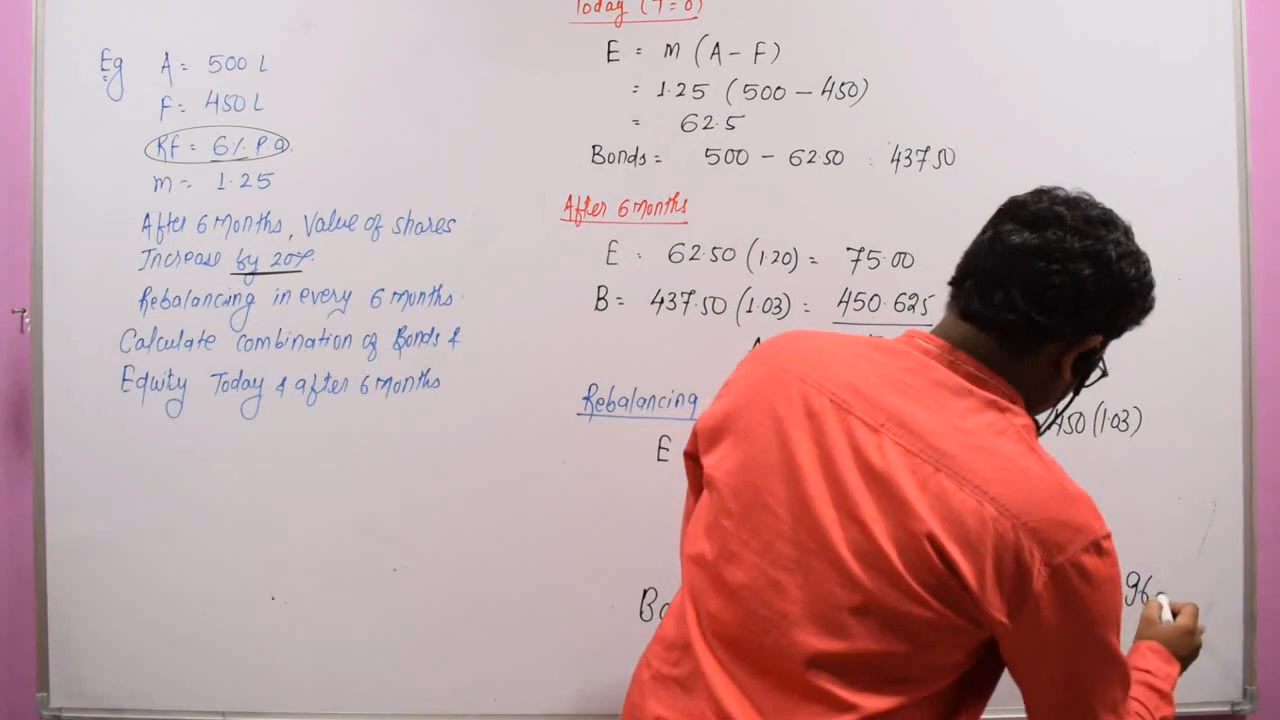 Eg A = 500 L
F = 450 L
Rf = 6% P.a.
m = 1.25
After 6 Months, Value of shares
Increase by 20%.
Rebalancing in every 6 Months.
Calculate combination of Bonds &
Equity Today & after 6 Months
Today (T=0)
E = m (A - F)
= 1.25 (500 - 450)
= 62.5
Bonds = 500 - 62.50 = 437.50
After 6 Months
E = 62.50 (1.20) = 75.00
B = 437.50 (1.03) = 450.625
Rebalancing
450 (1.03)
E
96